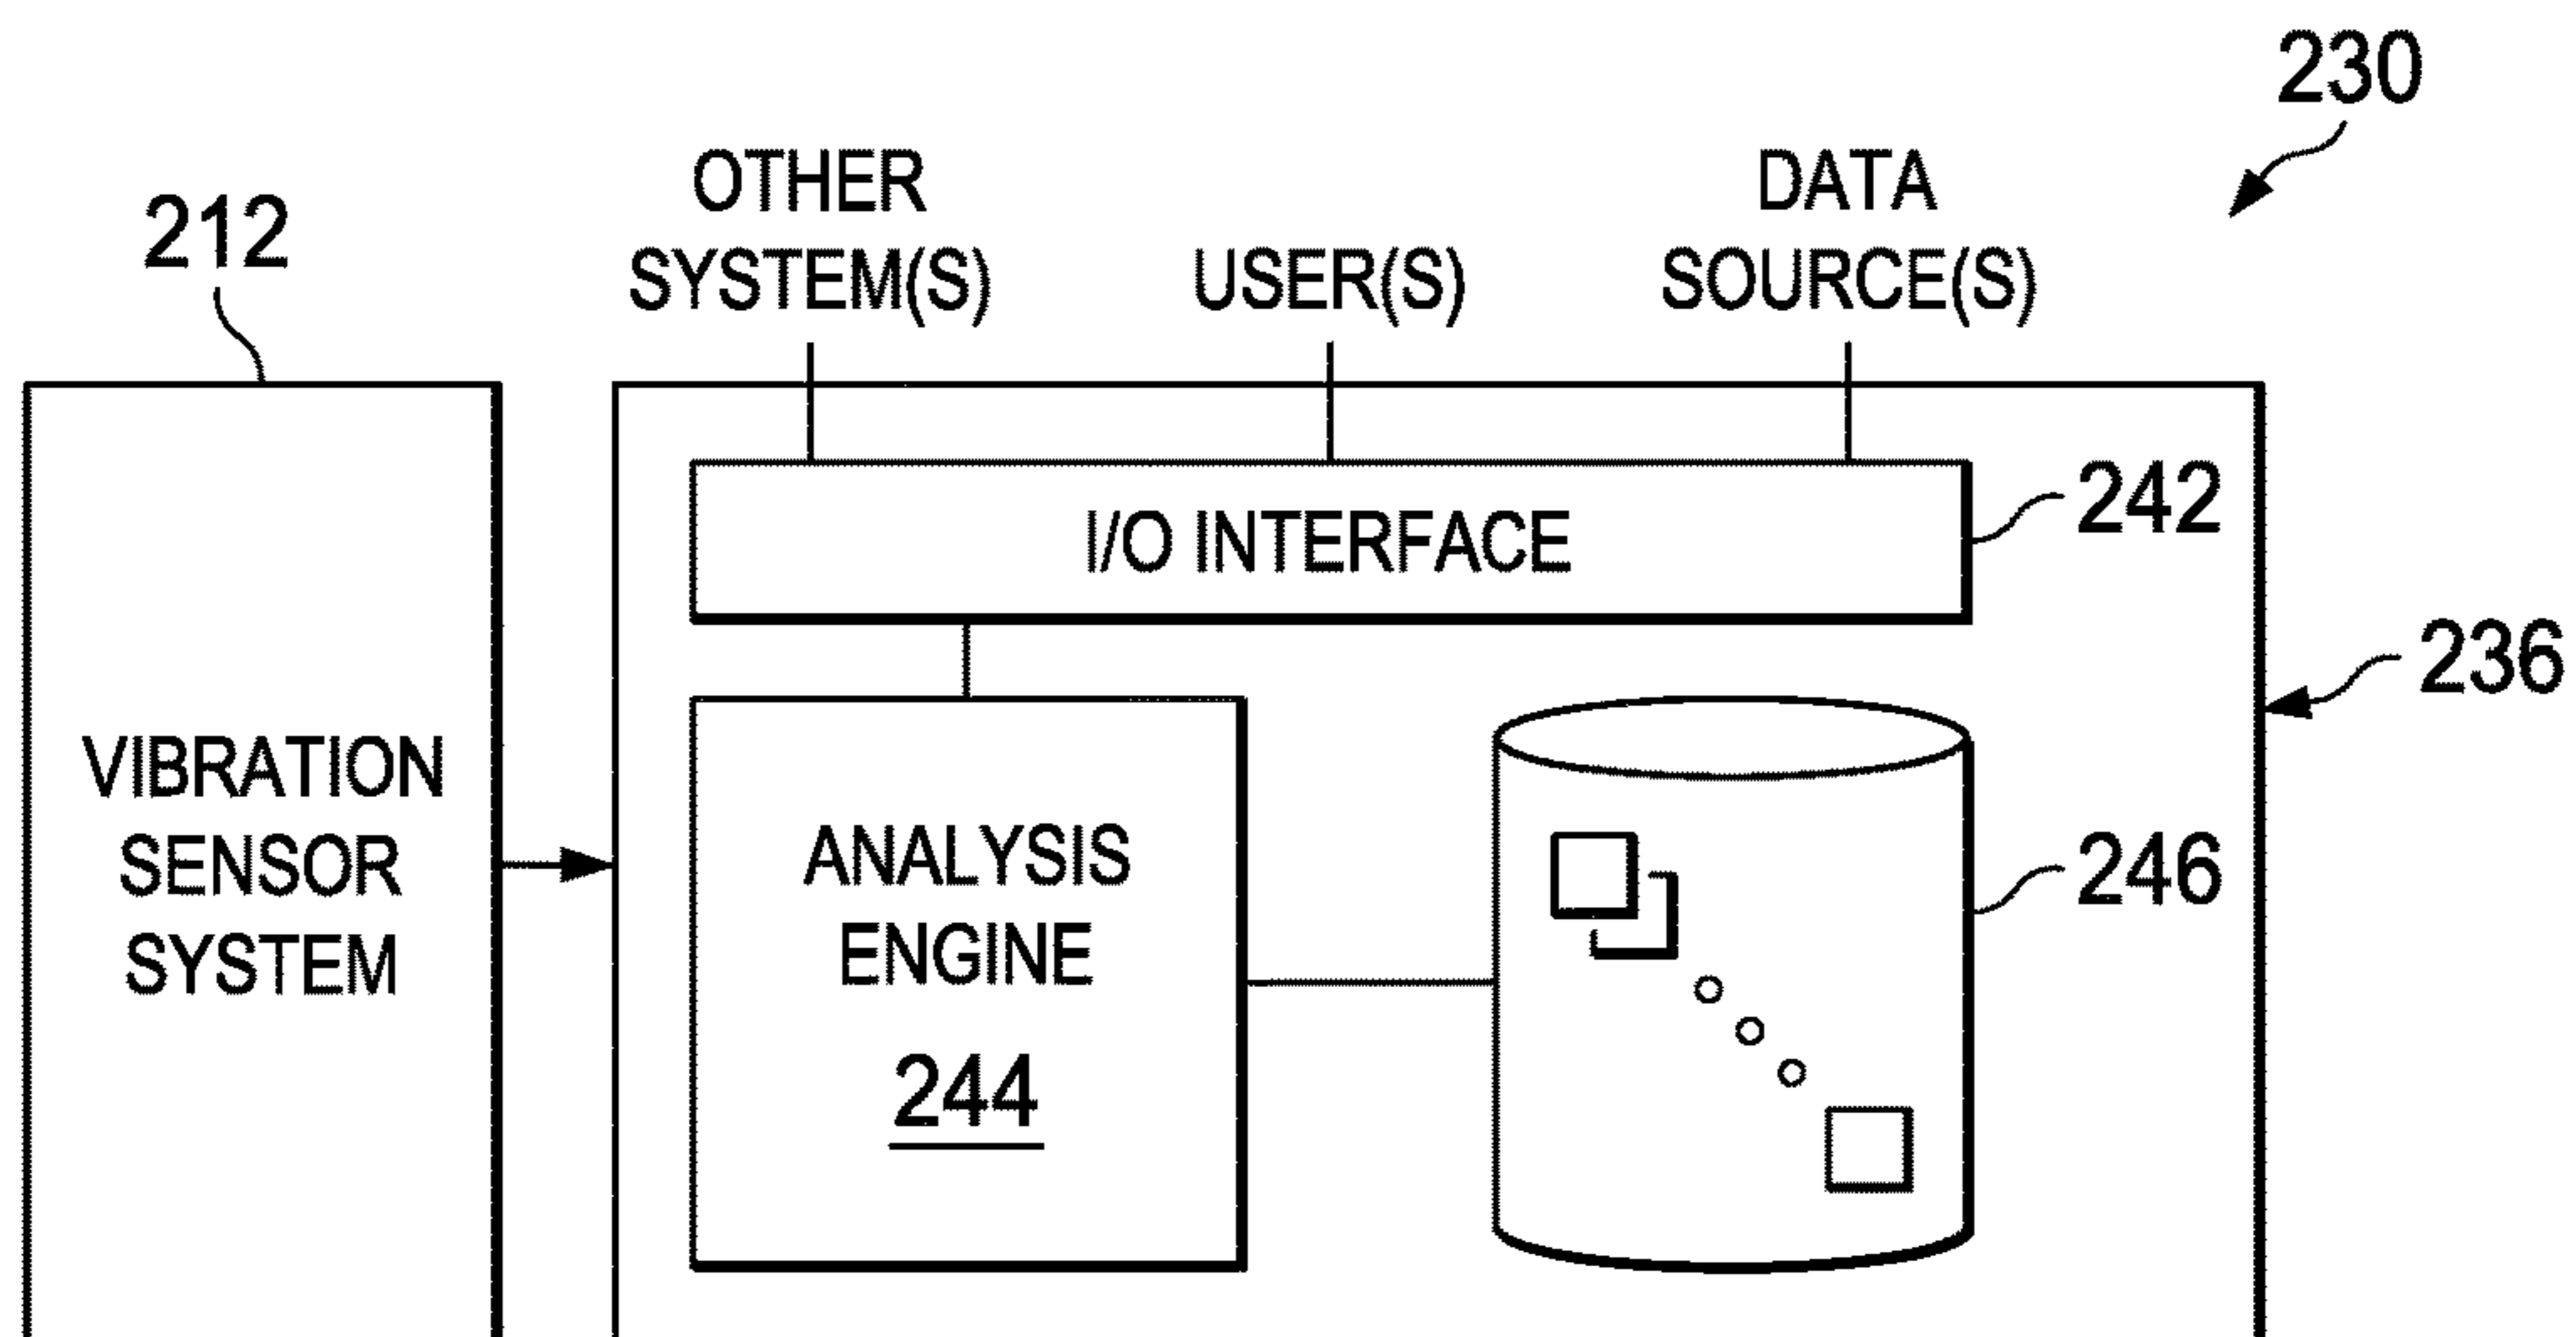 230
OTHER
SYSTEM(S)
USER(S)
DATA
SOURCE(S)
212
I/O INTERFACE
242
236
VIBRATION
SENSOR
SYSTEM
ANALYSIS
ENGINE
244
246